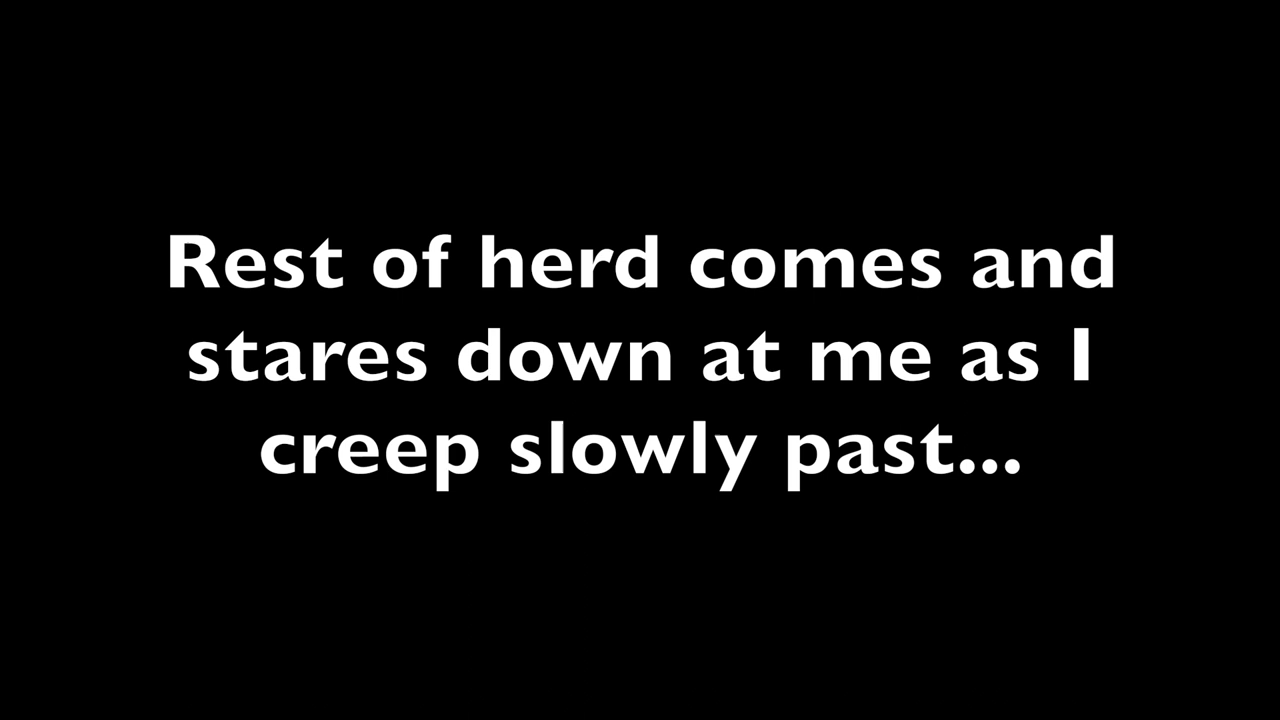 Rest of herd comes and
stares down at me as I
creep slowly past...